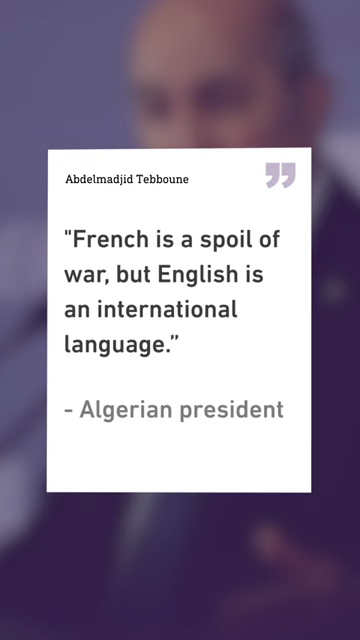 Abdelmadjid Tebboune
"French is a spoil of
war, but English is
an international
language.”
- Algerian president